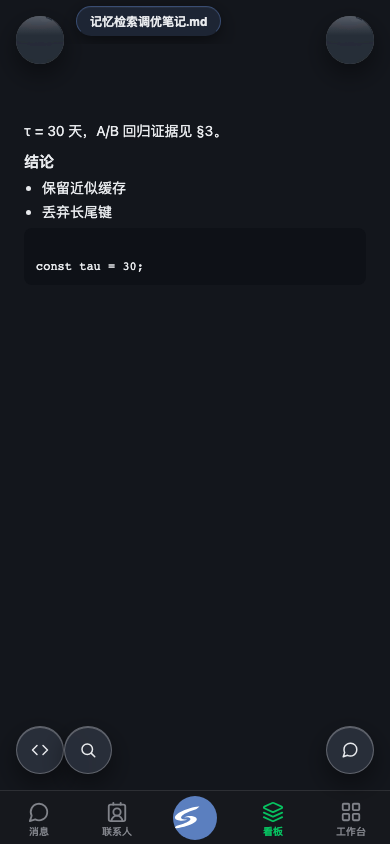 记忆检索调优笔记.md
τ = 30 天，A/B 回归证据见 §3。
结论
保留近似缓存
丢弃长尾键
const tau = 30;
消息
联系人
看板
工作台